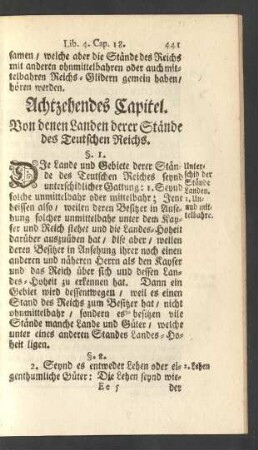 Lib. 4. Cap. 18. 441
samen / welche aber die Stände des Reichs
mit anderen ohnmittelbahren oder auch mit-
telbahren Reichs-Glidern gemein haben /
hören werden.
Achtzehendes Capitel.
Von denen Landen derer Stände
des Teutschen Reichs.
§. 1.
DJe Lande und Gebiete derer Stän-
de des Teutschen Reiches seynd
unterschidlicher Gattung: 1. Seynd
solche unmittelbahr oder mittelbahr; Jene
heissen also / weilen deren Besitzer in Anse-
hung solcher unmittelbahr unter dem Kay-
ser und Reich stehet und die Landes-Hoheit
darüber auszuüben hat / dise aber / weilen
deren Besitzer in Ansehung ihrer noch einen
anderen und näheren Herrn als den Kayser
und das Reich über sich und dessen Lan-
des-Hoheit zu erkennen hat. Dann ein
Gebiet wird dessentwegen / weil es einen
Stand des Reichs zum Besitzer hat / nicht
ohnmittelbahr / sondern es besitzen vile
Stände manche Lande und Güter / welche
unter eines anderen Standes Landes-Ho-
heit ligen.
Unter-
schid der
Stände
Landen,
1. Un-
und mit-
telbahre.
§. 2.
2. Seynd es entweder Lehen oder ei-
genthumliche Güter: Die Lehen seynd wie-
2. Lehen
Ee 5 der